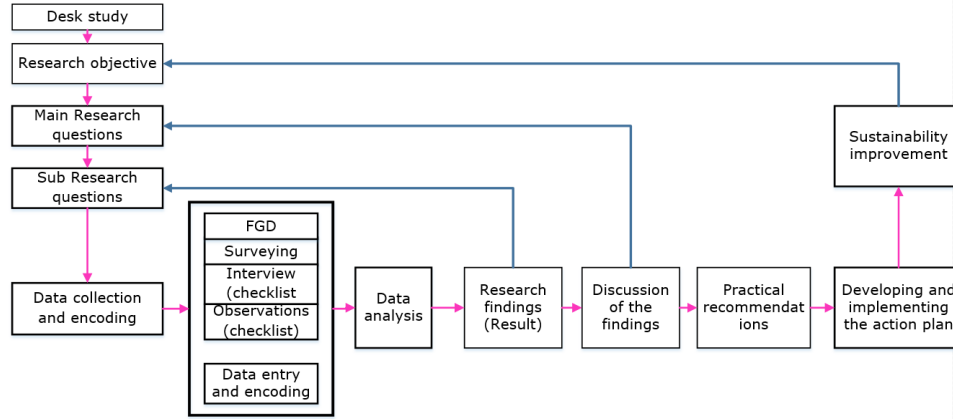 Desk study
Research objective
Main Research
questions
Sub Research
questions
Data collection
and encoding
FGD
Surveying
Interview
(checklist
Observations
(checklist)
Data entry
and encoding
Data
analysis
Research
findings
(Result)
Discussion
of the
findings
Practical
recommendat
ions
Developing and
implementing
the action plan
Sustainability
improvement